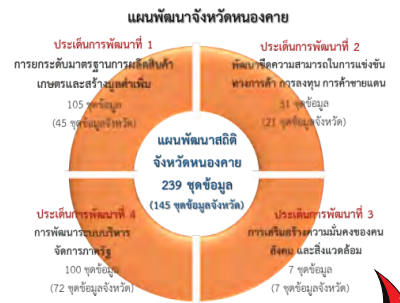 แผนพัฒนาจังหวัดหนองคาย
ประเด็นการพัฒนาที่ 1
การยกระดับมาตรฐานการผลิตสินค้า
เกษตรและสร้างมูลค่าเพิ่ม
105 ชุดข้อมูล
(45 ชุดข้อมูลจังหวัด)
ประเด็นการพัฒนาที่ 2
พัฒนาขีดความสามารถในการแข่งขัน
ทางการค้า การลงทุน การค้าชายแดน
31 ชุดข้อมูล
(21 ชุดข้อมูลจังหวัด)
แผนพัฒนาสถิติ
จังหวัดหนองคาย
239 ชุดข้อมูล
(145 ชุดข้อมูลจังหวัด)
ประเด็นการพัฒนาที่ 4
การพัฒนาระบบบริหาร
จัดการภาครัฐ
100 ชุดข้อมูล
(72 ชุดข้อมูลจังหวัด)
ประเด็นการพัฒนาที่ 3
การเสริมสร้างความมั่นคงของคน
สังคม และสิ่งแวดล้อม
7 ชุดข้อมูล
(7 ชุดข้อมูลจังหวัด)